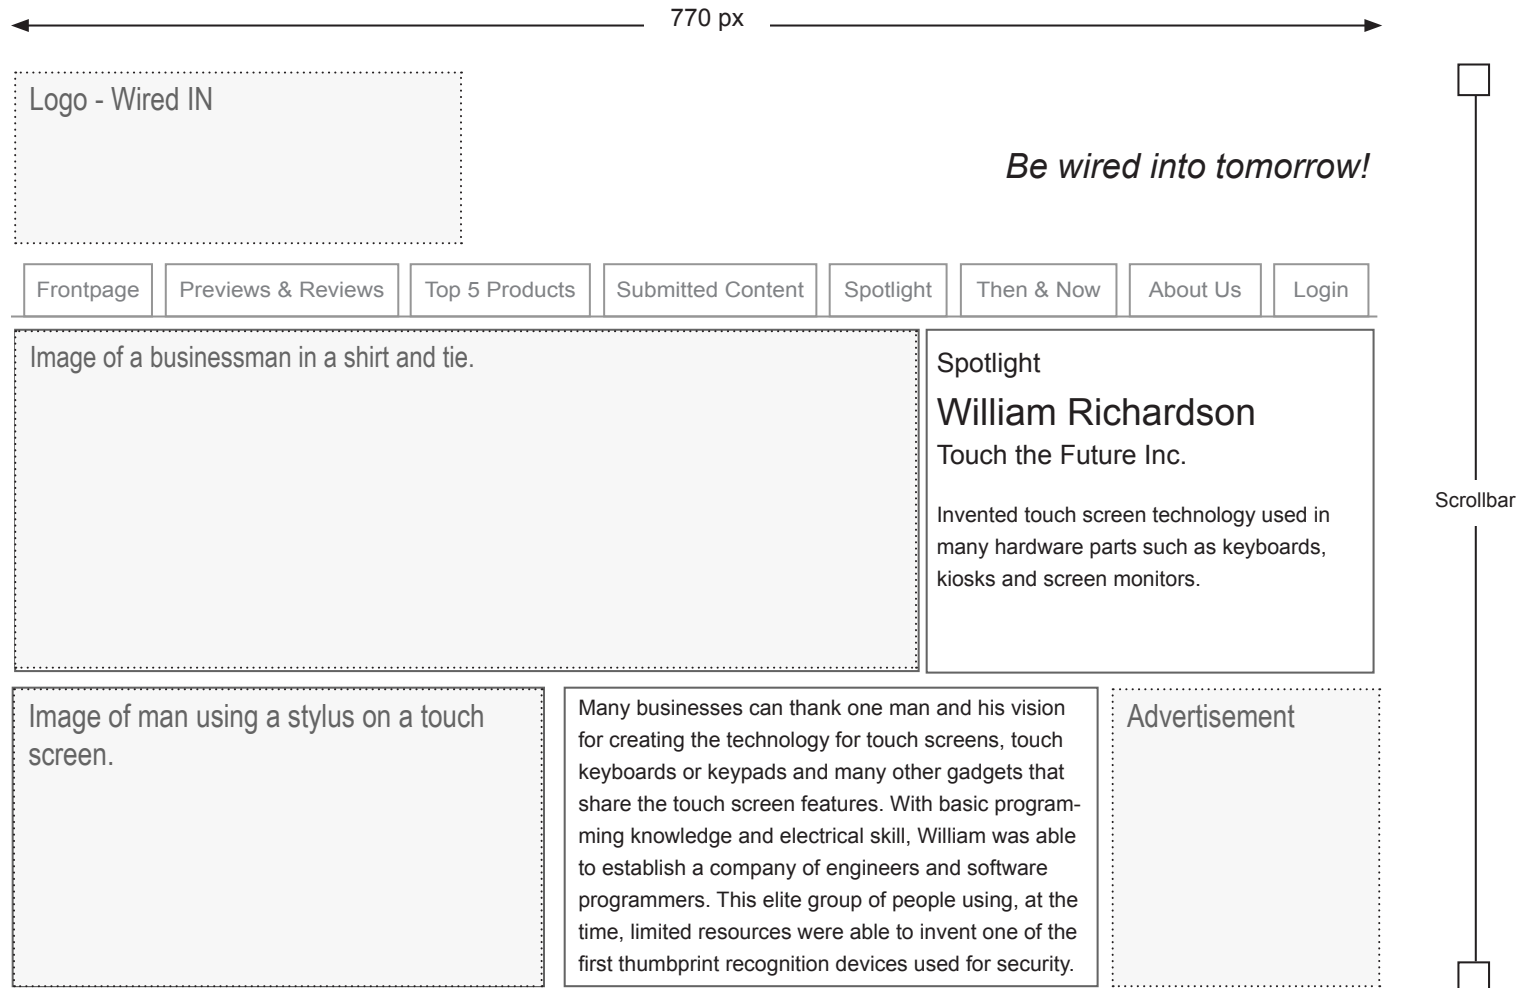 770 px
Logo - Wired IN
Be wired into tomorrow!
Frontpage
Previews & Reviews
Top 5 Products
Submitted Content
Spotlight
Then & Now
About Us
Login
Image of a businessman in a shirt and tie.
Spotlight
William Richardson
Touch the Future Inc.
Invented touch screen technology used in
many hardware parts such as keyboards,
kiosks and screen monitors.
Scrollbar
Image of man using a stylus on a touch
screen.
Many businesses can thank one man and his vision
for creating the technology for touch screens, touch
keyboards or keypads and many other gadgets that
share the touch screen features. With basic program-
ming knowledge and electrical skill, William was able
to establish a company of engineers and software
programmers. This elite group of people using, at the
time, limited resources were able to invent one of the
first thumbprint recognition devices used for security.
Advertisement